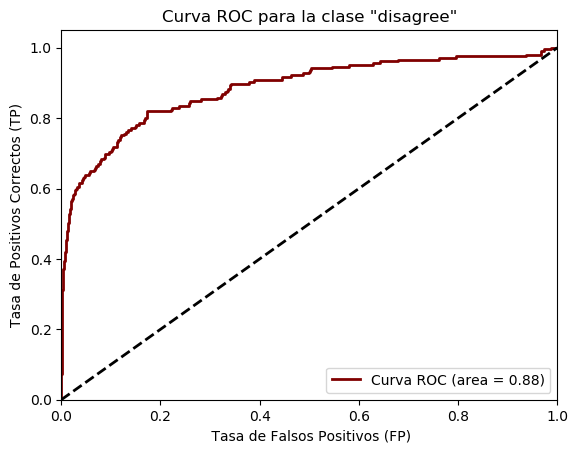 Curva ROC para la clase "disagree"
Tasa de Positivos Correctos (TP)
1.0
0.8
0.6
0.4
0.2
0.0
0.0 0.2 0.4 0.6 0.8 1.0
Curva ROC (area = 0.88)
Tasa de Falsos Positivos (FP)